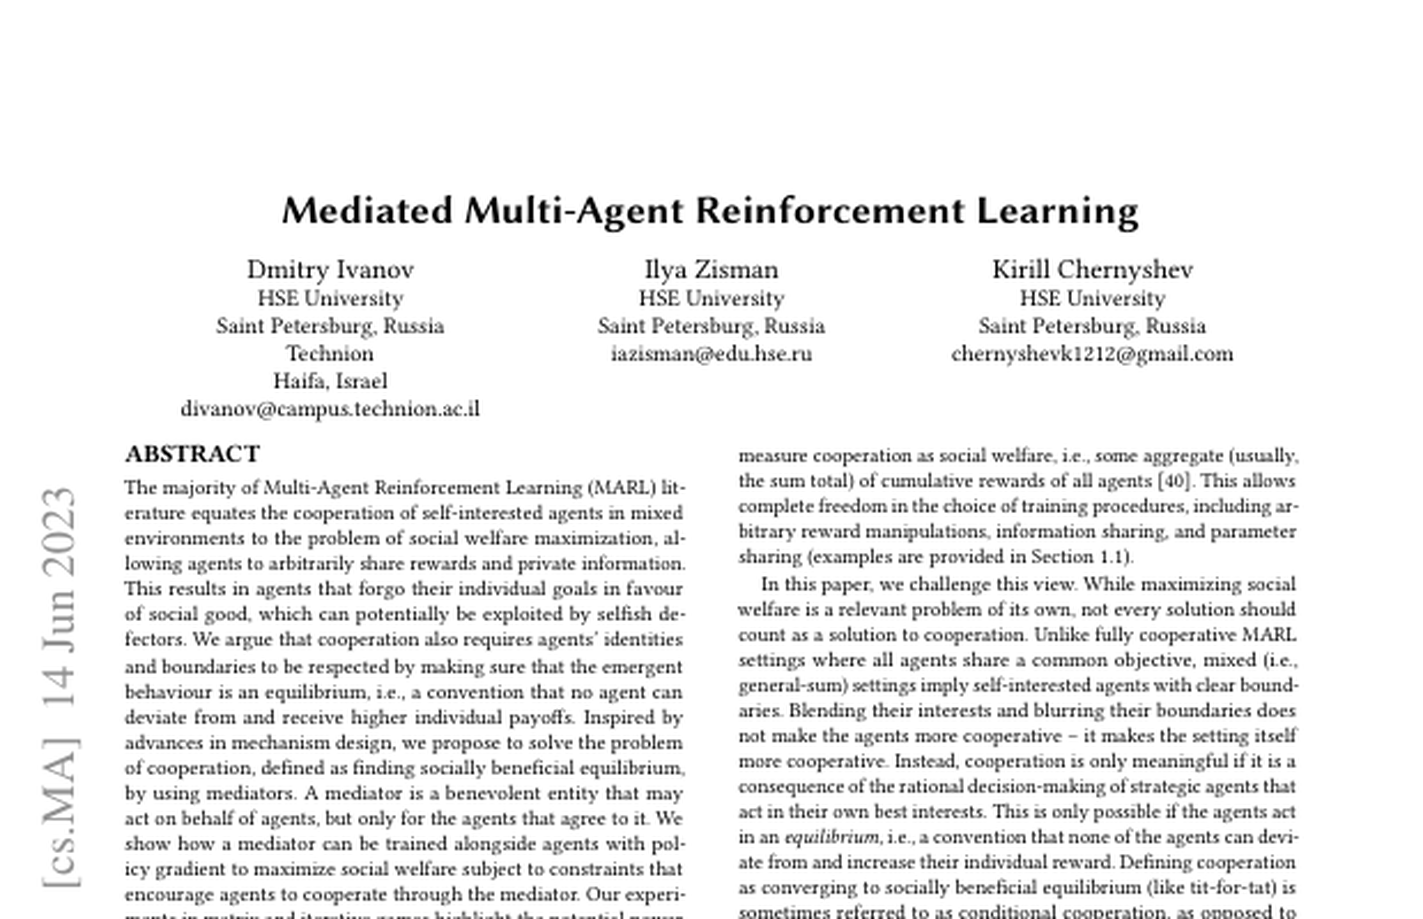 Mediated Multi-Agent Reinforcement Learning
Dmitry Ivanov
HSE University
Saint Petersburg, Russia
Technion
Haifa, Israel
divanov@campus.technion.ac.il
Ilya Zisman
HSE University
Saint Petersburg, Russia
iazisman@edu.hse.ru
Kirill Chernyshev
HSE University
Saint Petersburg, Russia
chernyshevk1212@gmail.com
[cs.MA] 14 Jun 2023
ABSTRACT
The majority of Multi-Agent Reinforcement Learning (MARL) lit-
erature equates the cooperation of self-interested agents in mixed
environments to the problem of social welfare maximization, al-
lowing agents to arbitrarily share rewards and private information.
This results in agents that forgo their individual goals in favour
of social good, which can potentially be exploited by selfish de-
fectors. We argue that cooperation also requires agents' identities
and boundaries to be respected by making sure that the emergent
behaviour is an equilibrium, i.e., a convention that no agent can
deviate from and receive higher individual payoffs. Inspired by
advances in mechanism design, we propose to solve the problem
of cooperation, defined as finding socially beneficial equilibrium,
by using mediators. A mediator is a benevolent entity that may
act on behalf of agents, but only for the agents that agree to it. We
show how a mediator can be trained alongside agents with pol-
icy gradient to maximize social welfare subject to constraints that
encourage agents to cooperate through the mediator. Our experi-
ments in matrix and iterative games highlight the potential power
measure cooperation as social welfare, i.e., some aggregate (usually,
the sum total) of cumulative rewards of all agents [40]. This allows
complete freedom in the choice of training procedures, including ar-
bitrary reward manipulations, information sharing, and parameter
sharing (examples are provided in Section 1.1).
In this paper, we challenge this view. While maximizing social
welfare is a relevant problem of its own, not every solution should
count as a solution to cooperation. Unlike fully cooperative MARL
settings where all agents share a common objective, mixed (i.e.,
general-sum) settings imply self-interested agents with clear bound-
aries. Blending their interests and blurring their boundaries does
not make the agents more cooperative – it makes the setting itself
more cooperative. Instead, cooperation is only meaningful if it is a
consequence of the rational decision-making of strategic agents that
act in their own best interests. This is only possible if the agents act
in an equilibrium, i.e., a convention that none of the agents can devi-
ate from and increase their individual reward. Defining cooperation
as converging to socially beneficial equilibrium (like tit-for-tat) is
sometimes referred to as conditional cooperation, as opposed to